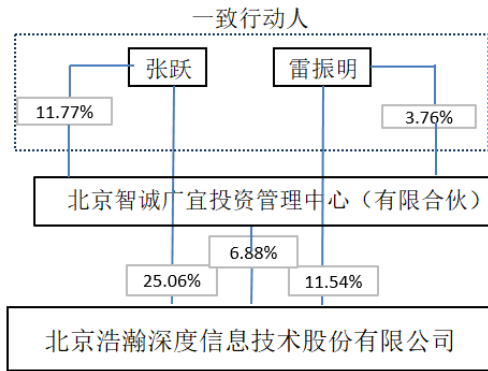 一致行动人
张跃
雷振明
11.77%
3.76%
北京智诚广宜投资管理中心（有限合伙）
6.88%
25.06%
11.54%
北京浩瀚深度信息技术股份有限公司